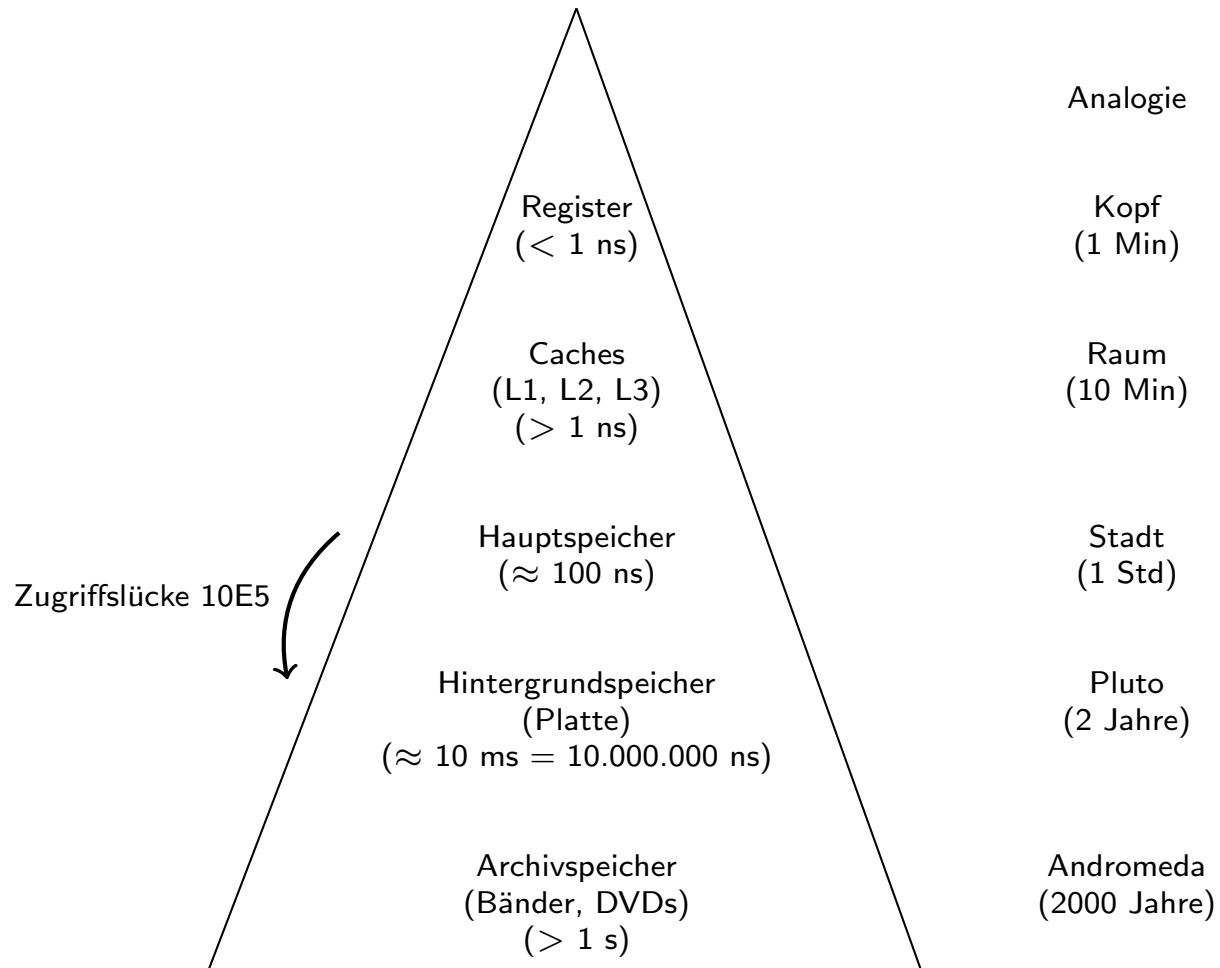 Analogie
Register
(< 1 ns)
Kopf
(1 Min)
Caches
(L1, L2, L3)
(> 1 ns)
Raum
(10 Min)
Hauptspeicher
(≈ 100 ns)
Stadt
(1 Std)
Zugriffslücke 10E5
Hintergrundspeicher
(Platte)
(≈ 10 ms = 10.000.000 ns)
Pluto
(2 Jahre)
Archivspeicher
(Bänder, DVDs)
(> 1 s)
Andromeda
(2000 Jahre)